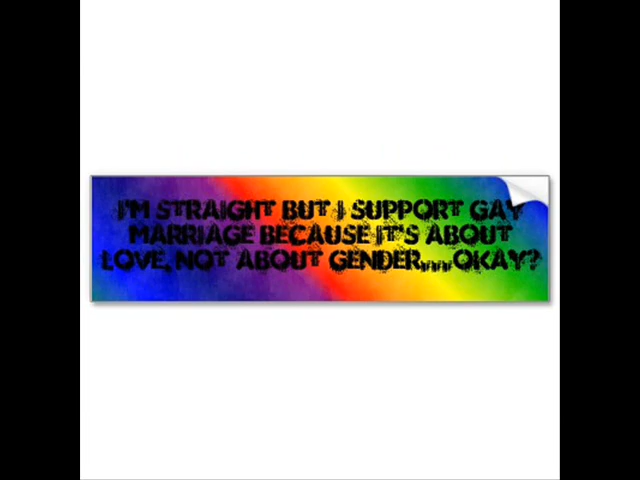 I'M STRAIGHT BUT I SUPPORT GAY
MARRIAGE BECAUSE IT'S ABOUT
LOVE, NOT ABOUT GENDER,,,,,,OKAY?